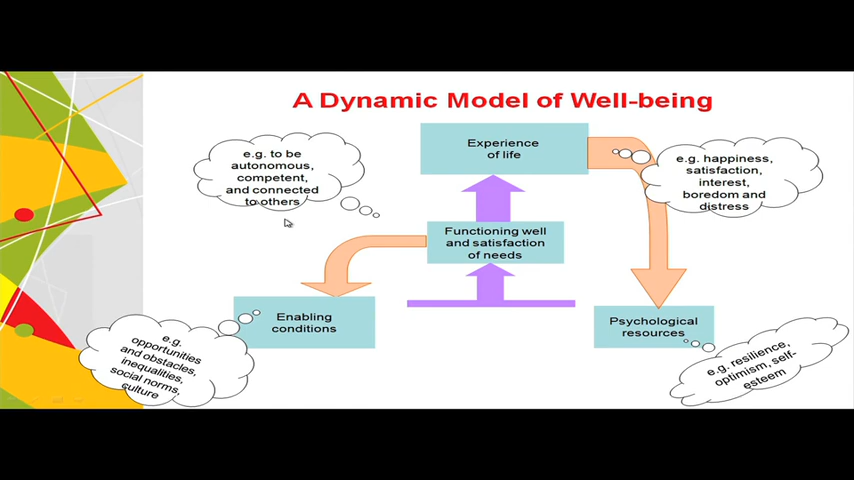 A Dynamic Model of Well-being
Experience
of life
e.g. to be
autonomous,
competent,
and connected
to others
e.g. happiness,
satisfaction,
interest,
boredom and
distress
Functioning well
and satisfaction
of needs
Enabling
conditions
Psychological
resources
e.g.
opportunities
and obstacles,
inequalities,
social norms,
culture
e.g. resilience,
optimism, self-
esteem